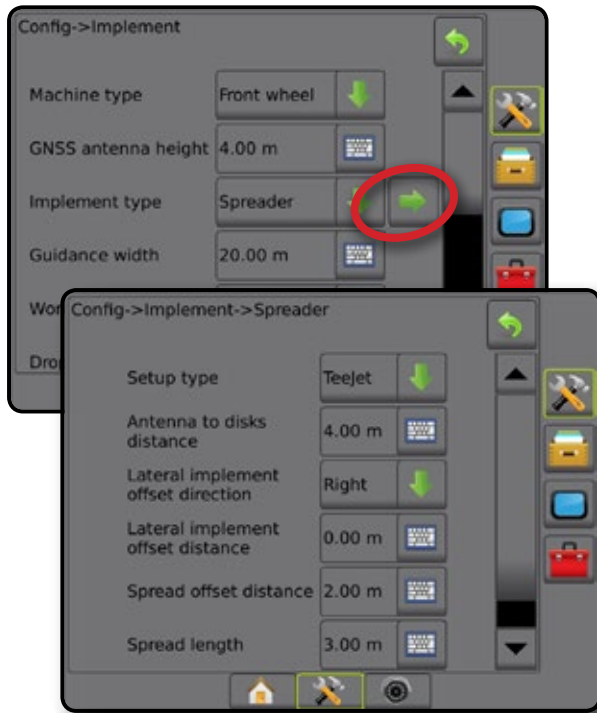 Config->Implement
Machine type Front wheel
GNSS antenna height 4.00 m
Implement type Spreader
Guidance width 20.00 m
Wor
Dro
Config->Implement->Spreader
Setup type TeeJet
Antenna to disks
distance 4.00 m
Lateral implement
offset direction Right
Lateral implement
offset distance 0.00 m
Spread offset distance 2.00 m
Spread length 3.00 m